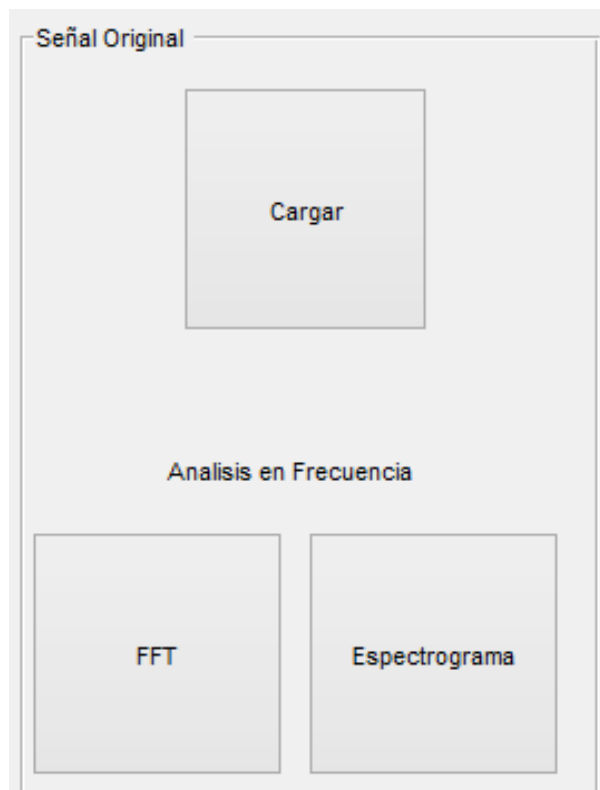 Señal Original
Cargar
Analisis en Frecuencia
FFT
Espectrograma